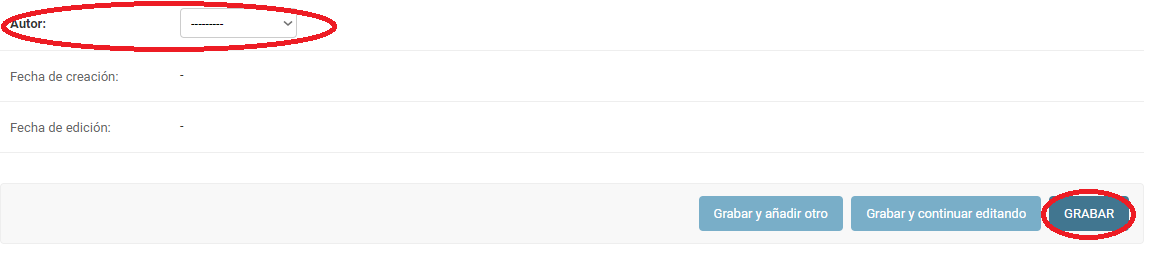 Autor: ---------
Fecha de creación: -
Fecha de edición: -
Grabar y añadir otro Grabar y continuar editando GRABAR